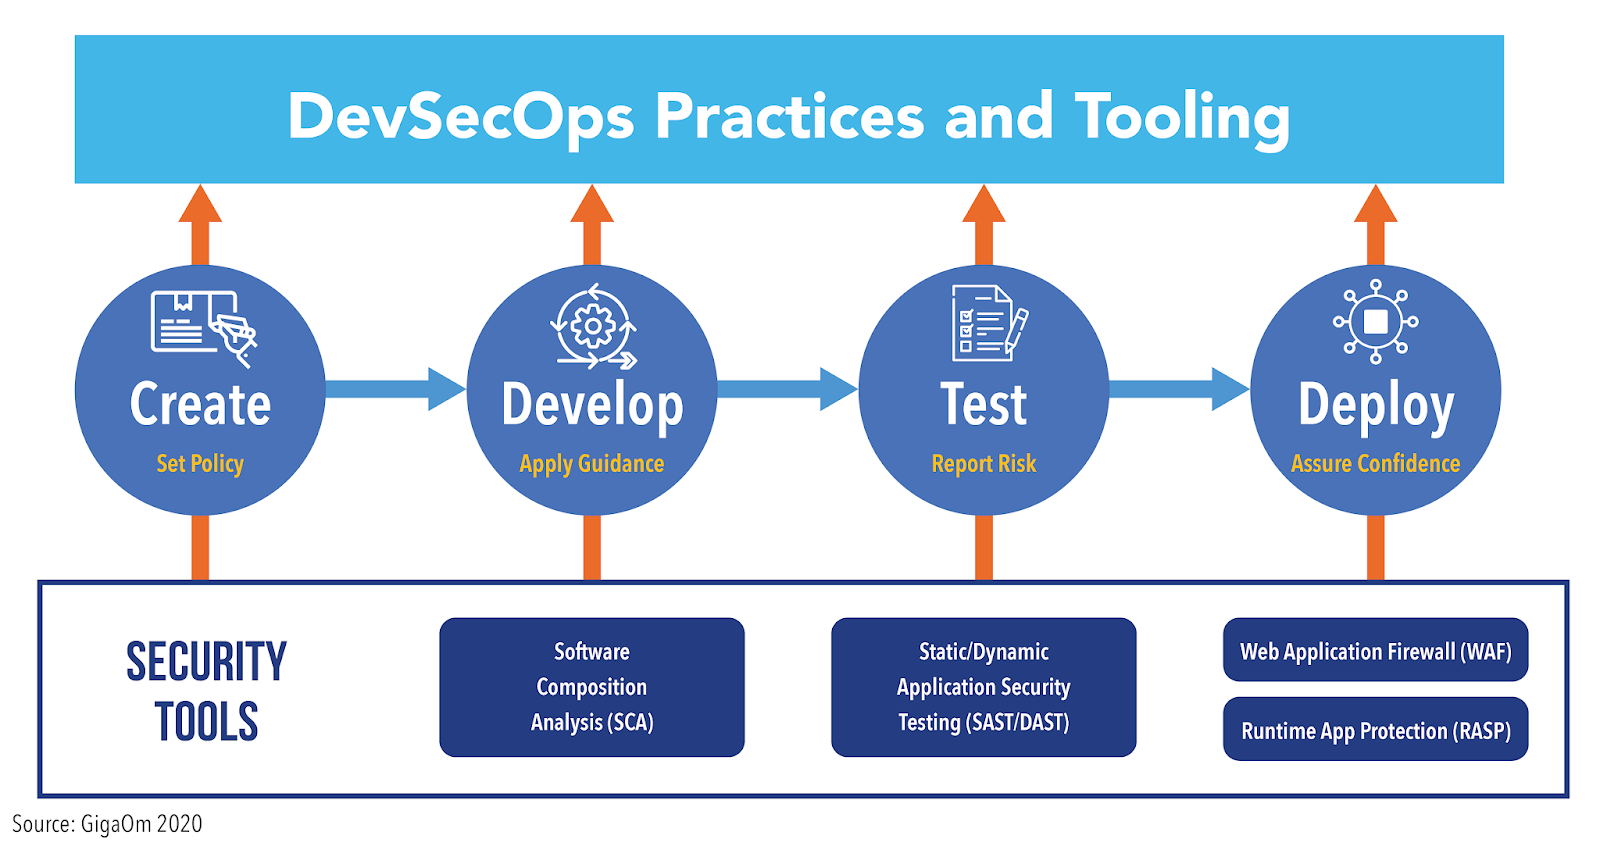 DevSecOps Practices and Tooling
Create
Set Policy
Develop
Apply Guidance
Test
Report Risk
Deploy
Assure Confidence
SECURITY
TOOLS
Software
Composition
Analysis (SCA)
Static/Dynamic
Application Security
Testing (SAST/DAST)
Web Application Firewall (WAF)
Runtime App Protection (RASP)
Source: GigaOm 2020